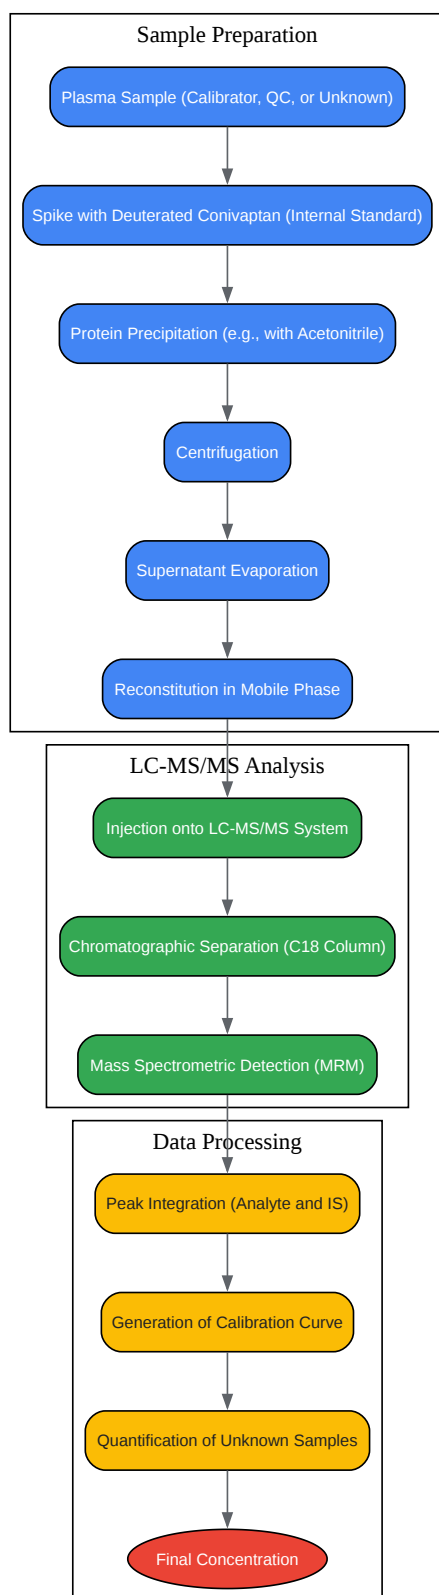 Sample Preparation
Plasma Sample (Calibrator, QC, or Unknown)
Spike with Deuterated Conivaptan (Internal Standard)
Protein Precipitation (e.g., with Acetonitrile)
Centrifugation
Supernatant Evaporation
Reconstitution in Mobile Phase
LC-MS/MS Analysis
Injection onto LC-MS/MS System
Chromatographic Separation (C18 Column)
Mass Spectrometric Detection (MRM)
Data Processing
Peak Integration (Analyte and IS)
Generation of Calibration Curve
Quantification of Unknown Samples
Final Concentration